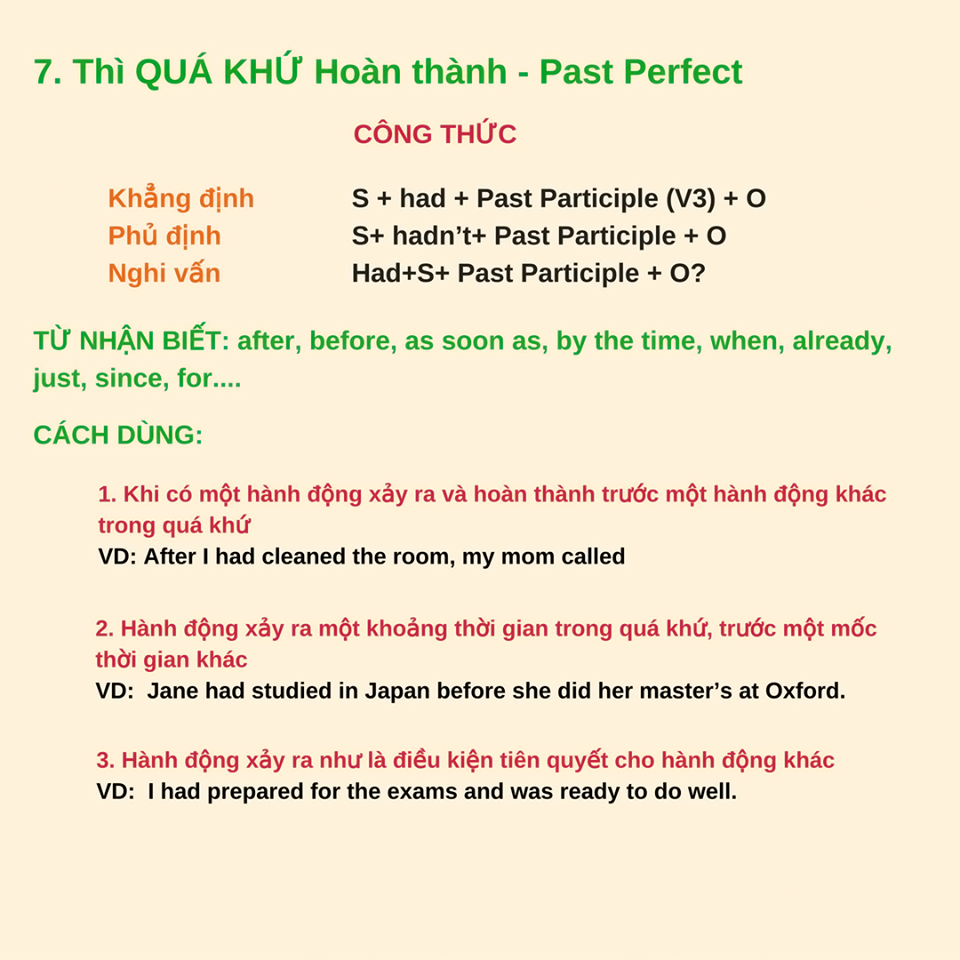 7. Thì QUÁ KHỨ Hoàn thành - Past Perfect
CÔNG THỨC
Khẳng định S + had + Past Participle (V3) + O
Phủ định S+ hadn’t+ Past Participle + O
Nghi vấn Had+S+ Past Participle + O?
TỪ NHẬN BIẾT: after, before, as soon as, by the time, when, already,
just, since, for....
CÁCH DÙNG:
1. Khi có một hành động xảy ra và hoàn thành trước một hành động khác
trong quá khứ
VD: After I had cleaned the room, my mom called
2. Hành động xảy ra một khoảng thời gian trong quá khứ, trước một mốc
thời gian khác
VD: Jane had studied in Japan before she did her master’s at Oxford.
3. Hành động xảy ra như là điều kiện tiên quyết cho hành động khác
VD: I had prepared for the exams and was ready to do well.